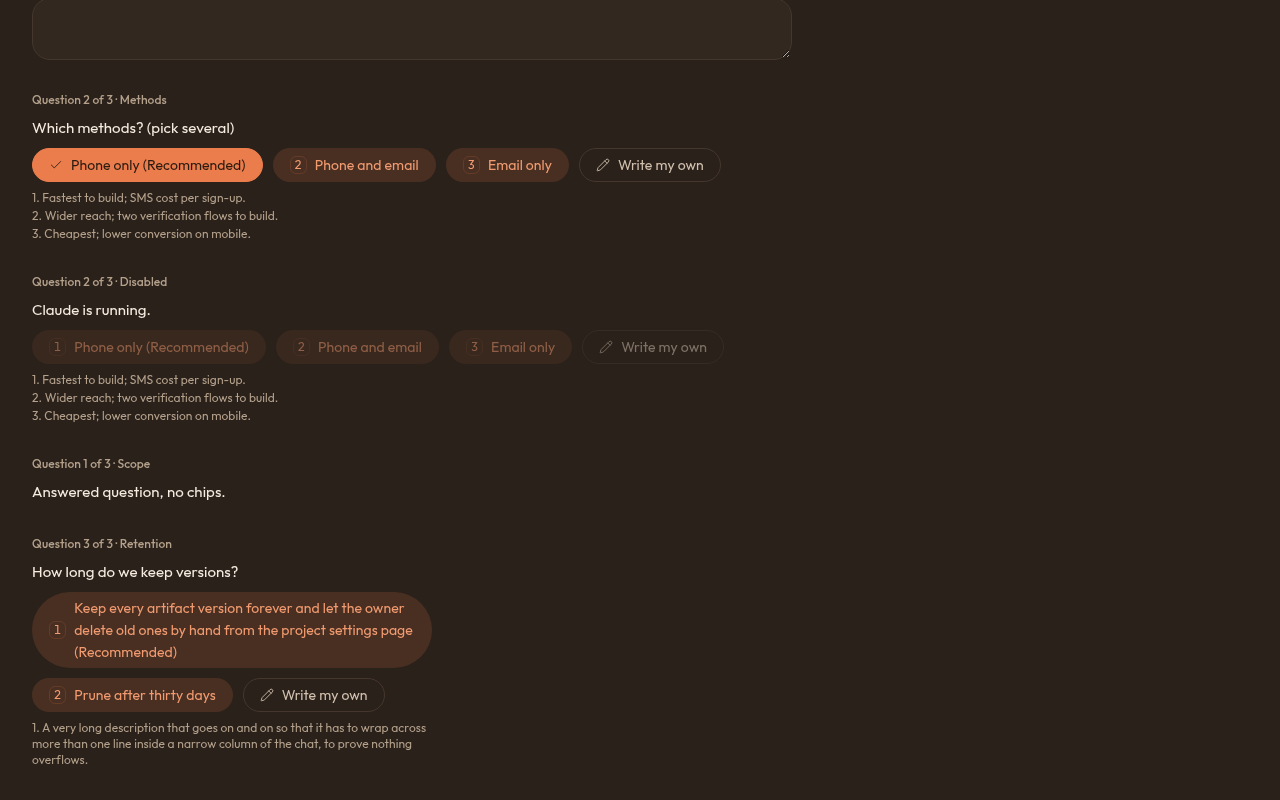 Question 2 of 3 · Methods
Which methods? (pick several)
Phone only (Recommended) 2 Phone and email 3 Email only Write my own
1. Fastest to build; SMS cost per sign-up.
2. Wider reach; two verification flows to build.
3. Cheapest; lower conversion on mobile.
Question 2 of 3 · Disabled
Claude is running.
1 Phone only (Recommended) 2 Phone and email 3 Email only Write my own
1. Fastest to build; SMS cost per sign-up.
2. Wider reach; two verification flows to build.
3. Cheapest; lower conversion on mobile.
Question 1 of 3 · Scope
Answered question, no chips.
Question 3 of 3 · Retention
How long do we keep versions?
Keep every artifact version forever and let the owner
1 delete old ones by hand from the project settings page
(Recommended)
2 Prune after thirty days Write my own
1. A very long description that goes on and on so that it has to wrap across
more than one line inside a narrow column of the chat, to prove nothing
overflows.